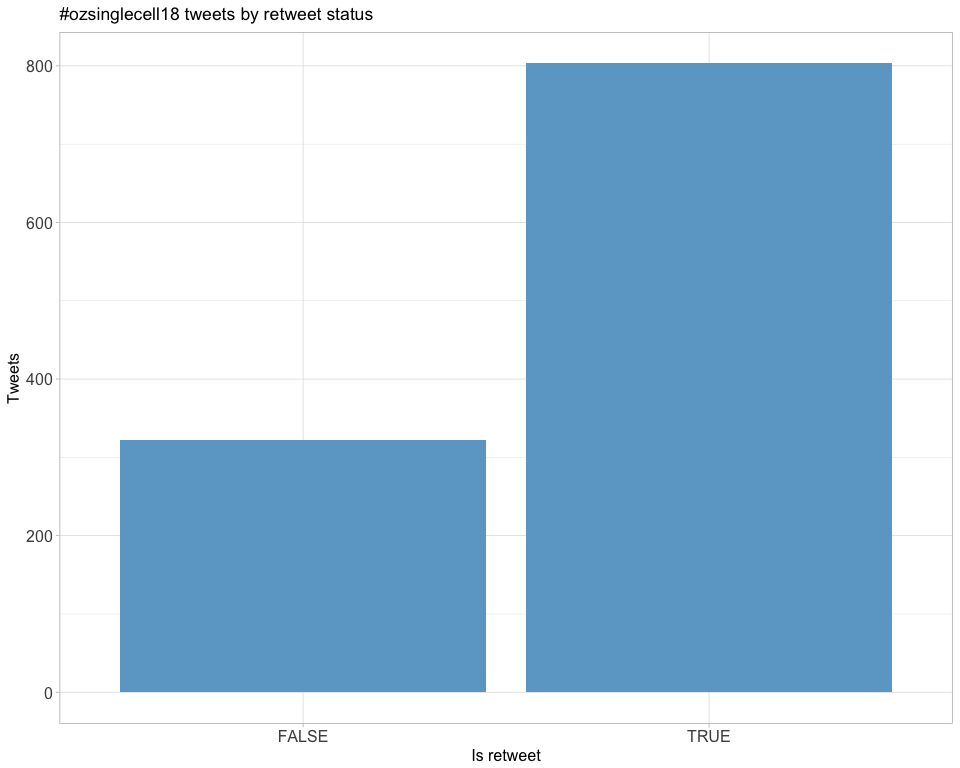 #ozsinglecell18 tweets by retweet status
Tweets
800
600
400
200
0
FALSE
TRUE
Is retweet